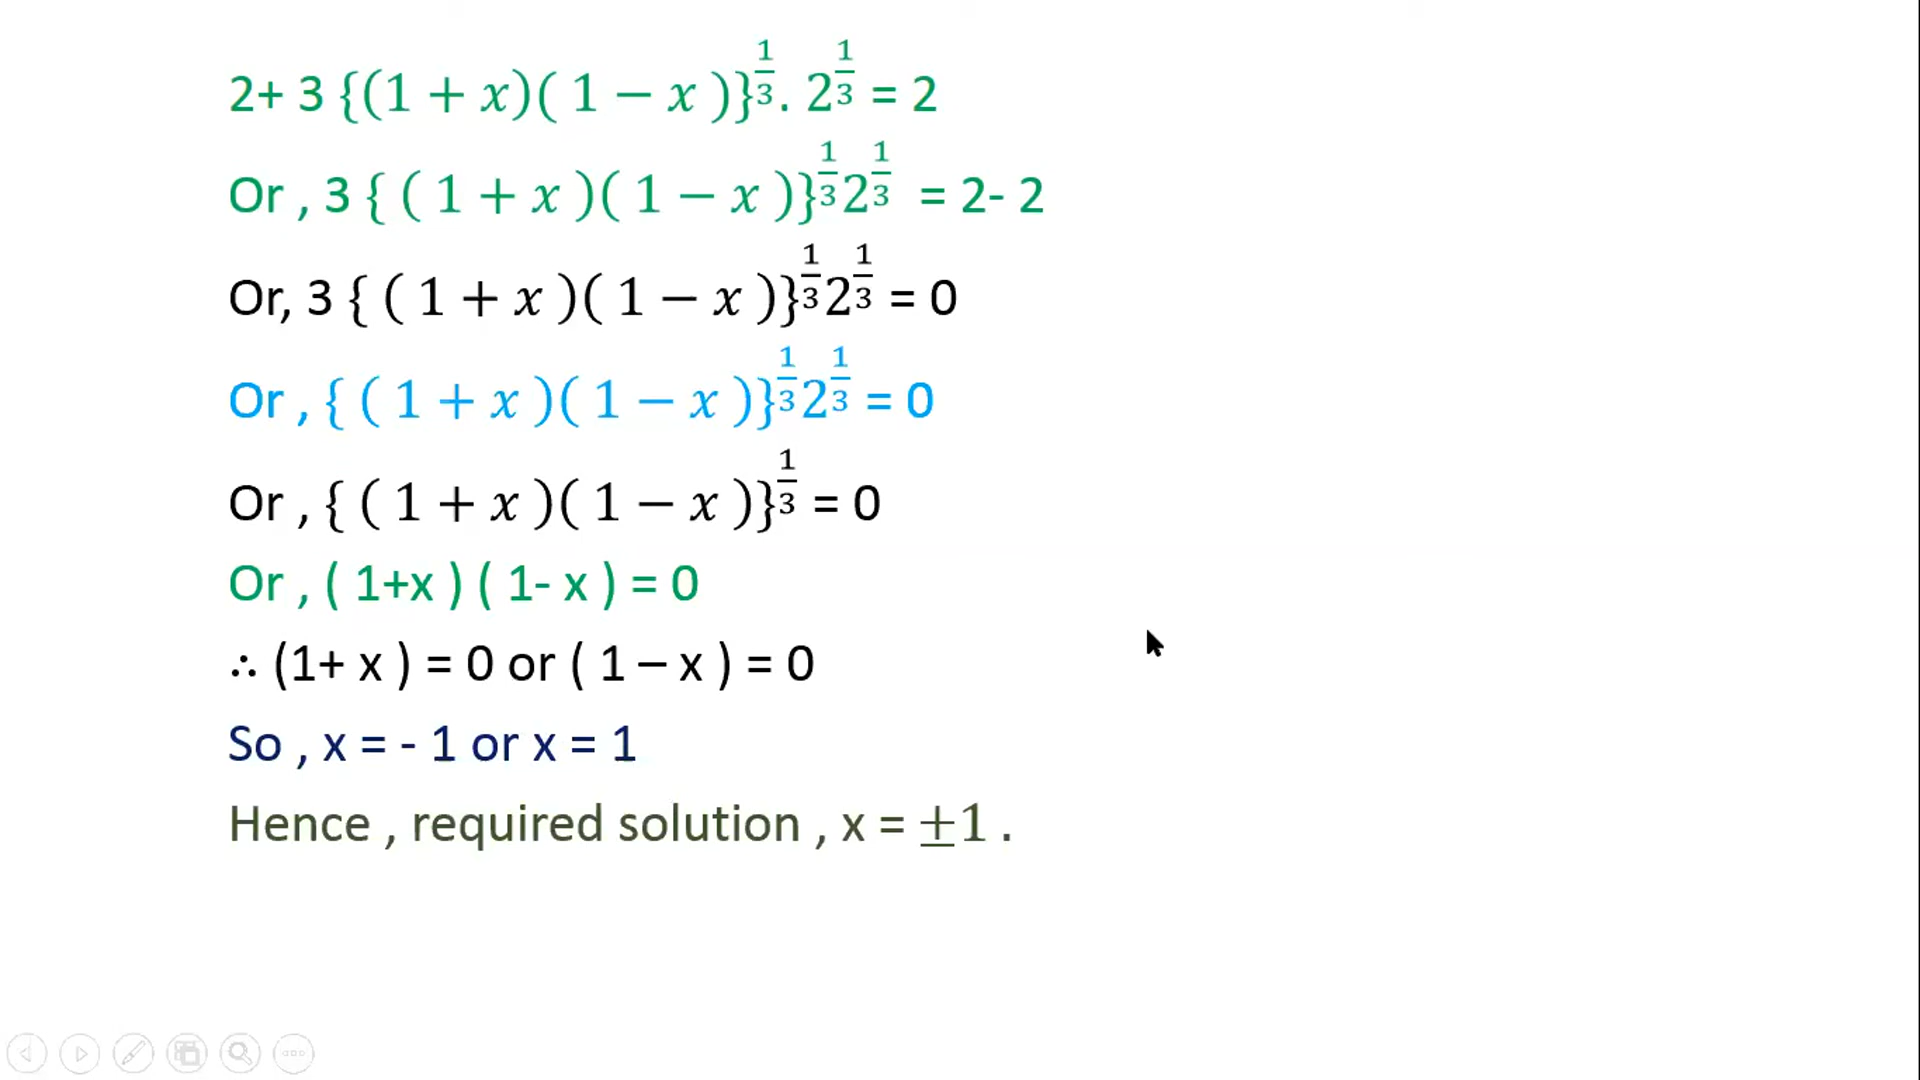 2+ 3 {(1 + x)( 1 − x )}^{1/3}. 2^{1/3} = 2
Or , 3 { ( 1 + x )( 1 − x )}^{1/3}2^{1/3} = 2- 2
Or, 3 { ( 1 + x )( 1 − x )}^{1/3}2^{1/3} = 0
Or , { ( 1 + x )( 1 − x )}^{1/3}2^{1/3} = 0
Or , { ( 1 + x )( 1 − x )}^{1/3} = 0
Or , ( 1+x ) ( 1- x ) = 0
∴ (1+ x ) = 0 or ( 1 – x ) = 0
So , x = - 1 or x = 1
Hence , required solution , x = ±1 .